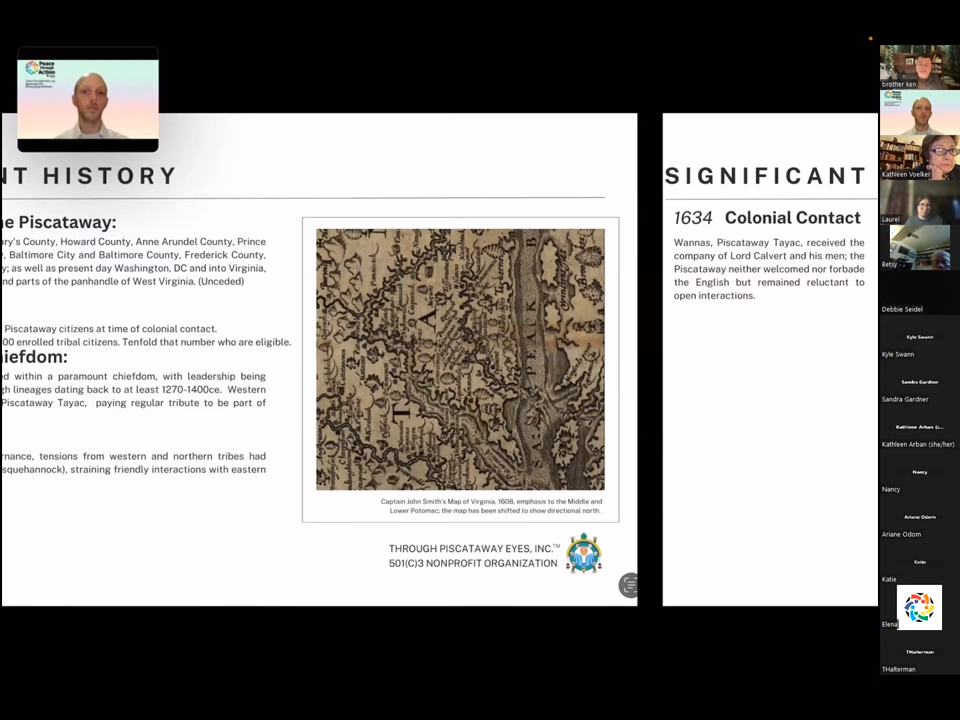 Peace
Through
Action
NT HISTORY
e Piscataway:
ry's County, Howard County, Anne Arundel County, Prince
, Baltimore City and Baltimore County, Frederick County,
y; as well as present day Washington, DC and into Virginia,
nd parts of the panhandle of West Virginia. (Unceded)
Piscataway citizens at time of colonial contact.
00 enrolled tribal citizens. Tenfold that number who are eligible.
iefdom:
ed within a paramount chiefdom, with leadership being
gh lineages dating back to at least 1270-1400ce. Western
Piscataway Tayac, paying regular tribute to be part of
rnance, tensions from western and northern tribes had
squehannock), straining friendly interactions with eastern
Captain John Smith's Map of Virginia, 1608, emphasis to the Middle and
Lower Potomac; the map has been shifted to show directional north.
THROUGH PISCATAWAY EYES, INC.™
501(C)3 NONPROFIT ORGANIZATION
SIGNIFICANT
1634 Colonial Contact
Wannas, Piscataway Tayac, received the
company of Lord Calvert and his men; the
Piscataway neither welcomed nor forbade
the English but remained reluctant to
open interactions.
brother ken
Kathleen Voelker
Laurel
Betsy
Debbie Seidel
Kyle Swann
Kyle Swann
Sandra Gardner
Sandra Gardner
Kathleen Arban (s...
Kathleen Arban (she/her)
Nancy
Nancy
Ariane Odom
Ariane Odom
Katie
Katie
Elena
THalterman
THalterman